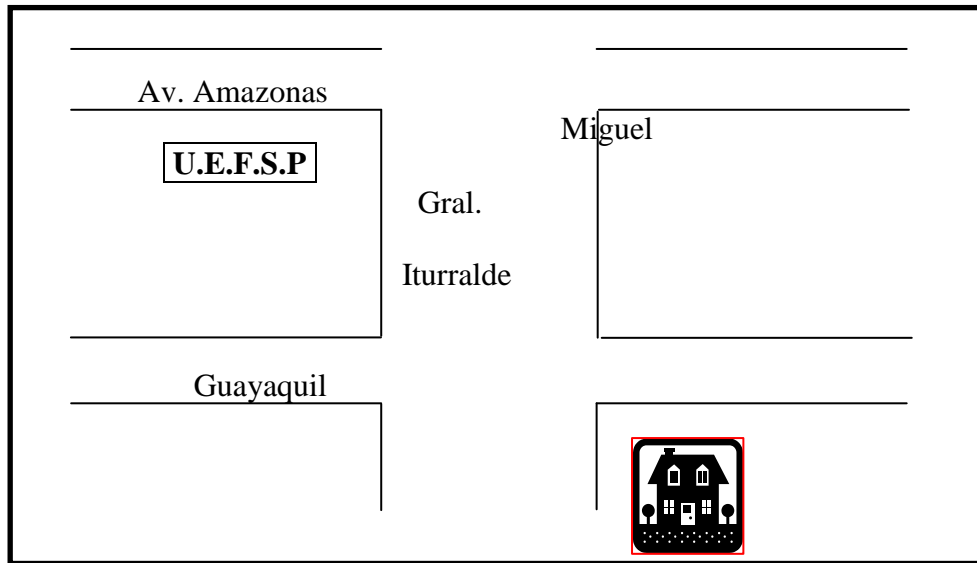 Av. Amazonas
Miguel
U.E.F.S.P
Gral.
Iturralde
Guayaquil